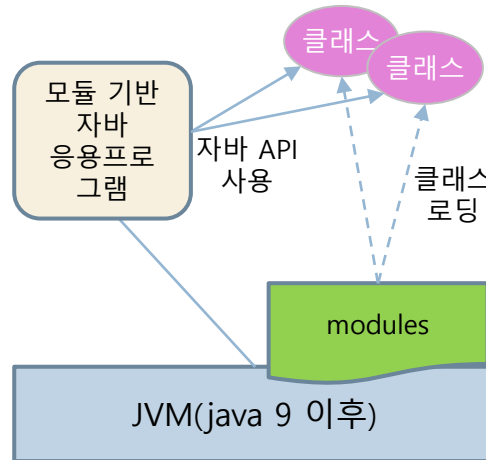 클래스
클래스
모듈 기반
자바
응용프로
그램
자바 API
사용
클래스
로딩
modules
JVM(java 9 이후)